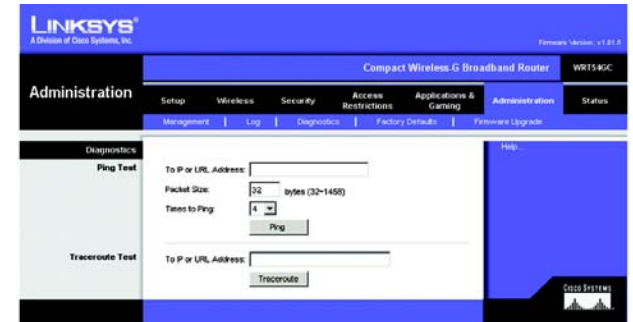 LINKSYS®
A Division of Cisco Systems, Inc.
Firmware Version: v1.01.5
Compact Wireless-G Broadband Router WRT54GC
Administration
Setup Wireless Security Access Restrictions Applications & Gaming Administration Status
Management | Log | Diagnostics | Factory Defaults | Firmware Upgrade
Diagnostics
Help...
Ping Test
To IP or URL Address:
Packet Size: 32 bytes (32~1458)
Times to Ping: 4
Ping
Traceroute Test
To IP or URL Address:
Traceroute
CISCO SYSTEMS